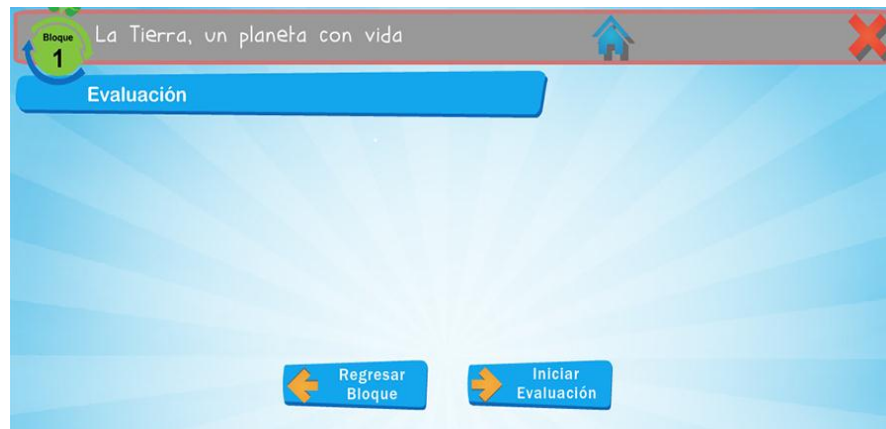 Bloque
1
La Tierra, un planeta con vida
Evaluación
Regresar
Bloque
Iniciar
Evaluación